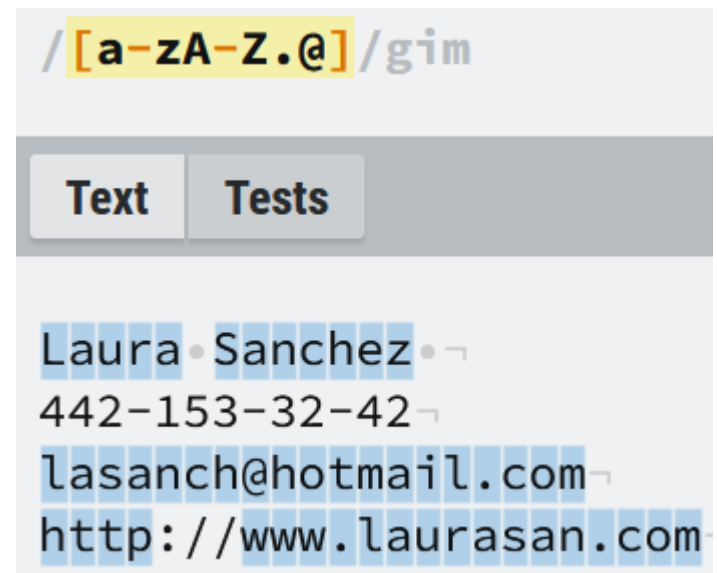 /[a-zA-Z.@]/gim
Text Tests
Laura•Sanchez•¬
442-153-32-42¬
lasanch@hotmail.com¬
http://www.laurasan.com